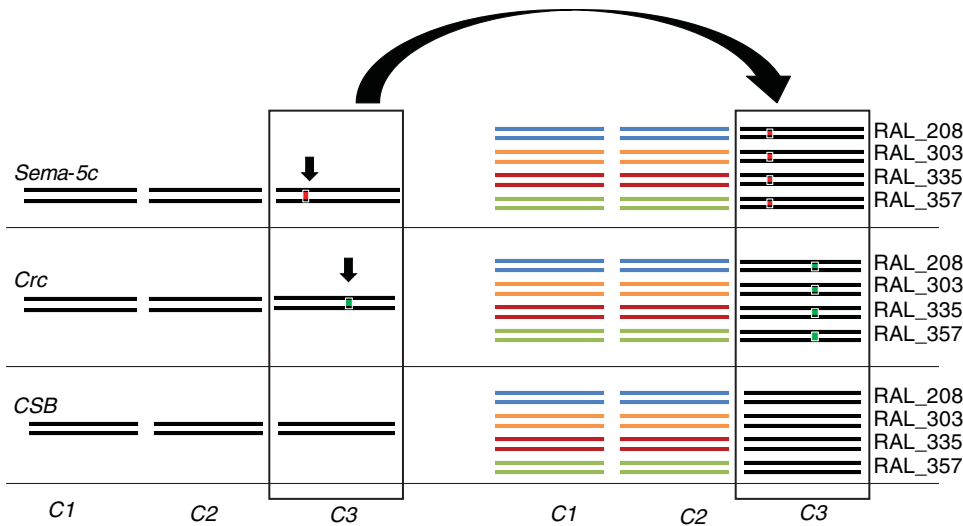 Sema-5c
RAL_208
RAL_303
RAL_335
RAL_357
Crc
RAL_208
RAL_303
RAL_335
RAL_357
CSB
RAL_208
RAL_303
RAL_335
RAL_357
C1 C2 C3 C1 C2 C3